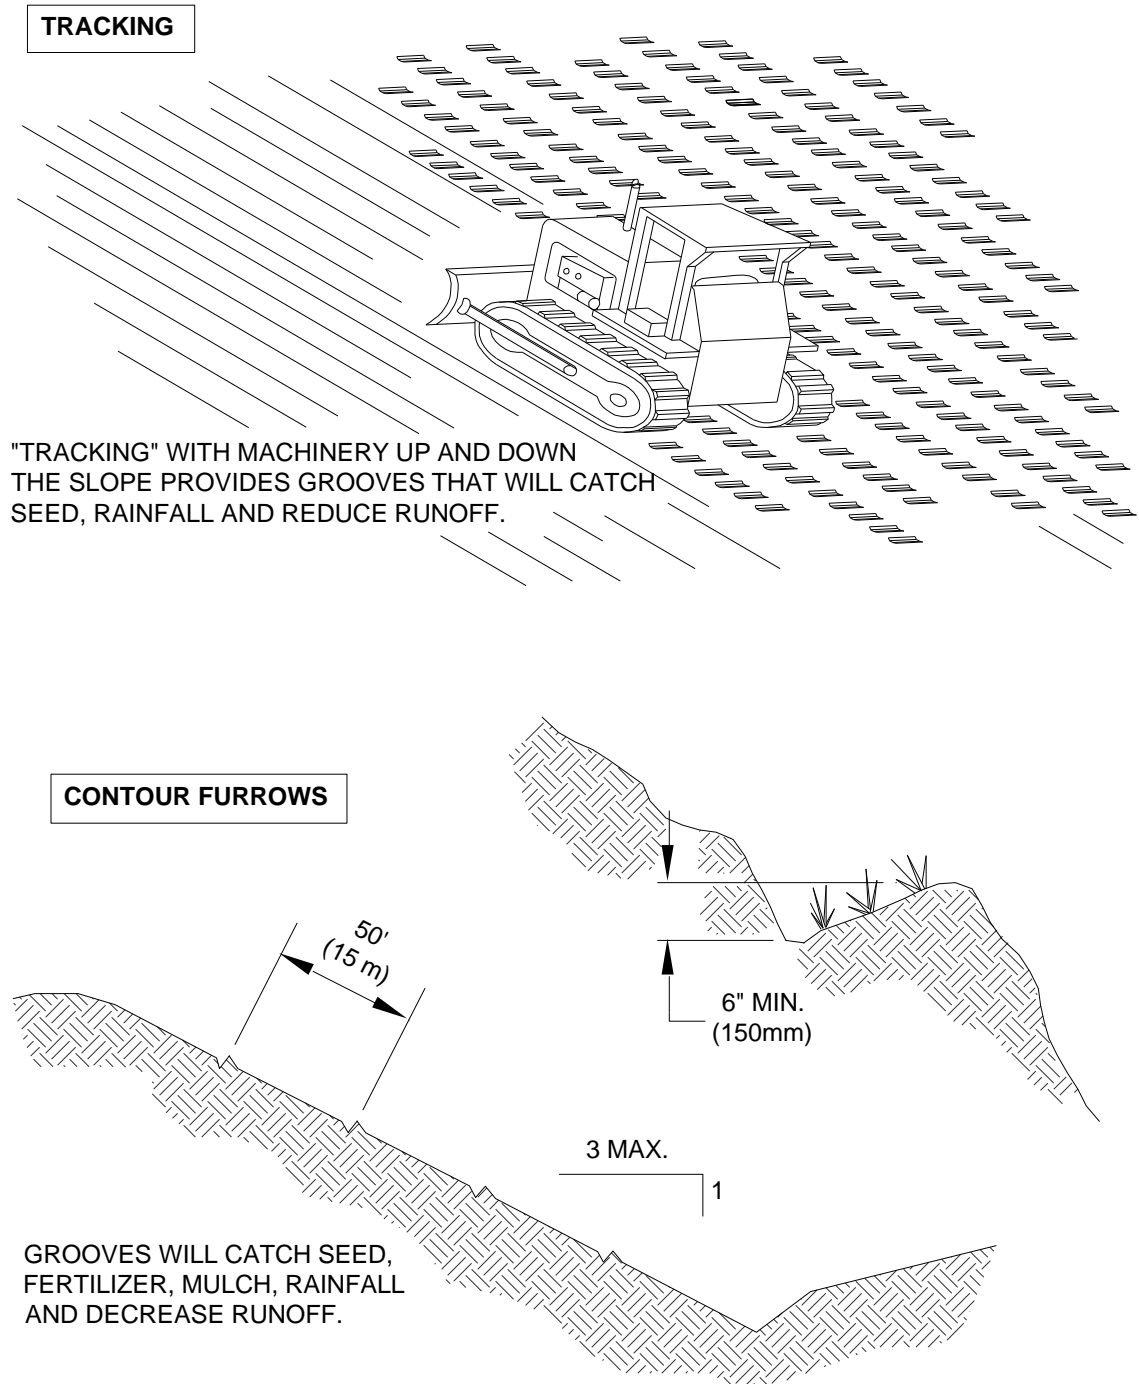 TRACKING
"TRACKING" WITH MACHINERY UP AND DOWN
THE SLOPE PROVIDES GROOVES THAT WILL CATCH
SEED, RAINFALL AND REDUCE RUNOFF.
CONTOUR FURROWS
50'
(15 m)
6" MIN.
(150mm)
3 MAX.
1
GROOVES WILL CATCH SEED,
FERTILIZER, MULCH, RAINFALL
AND DECREASE RUNOFF.